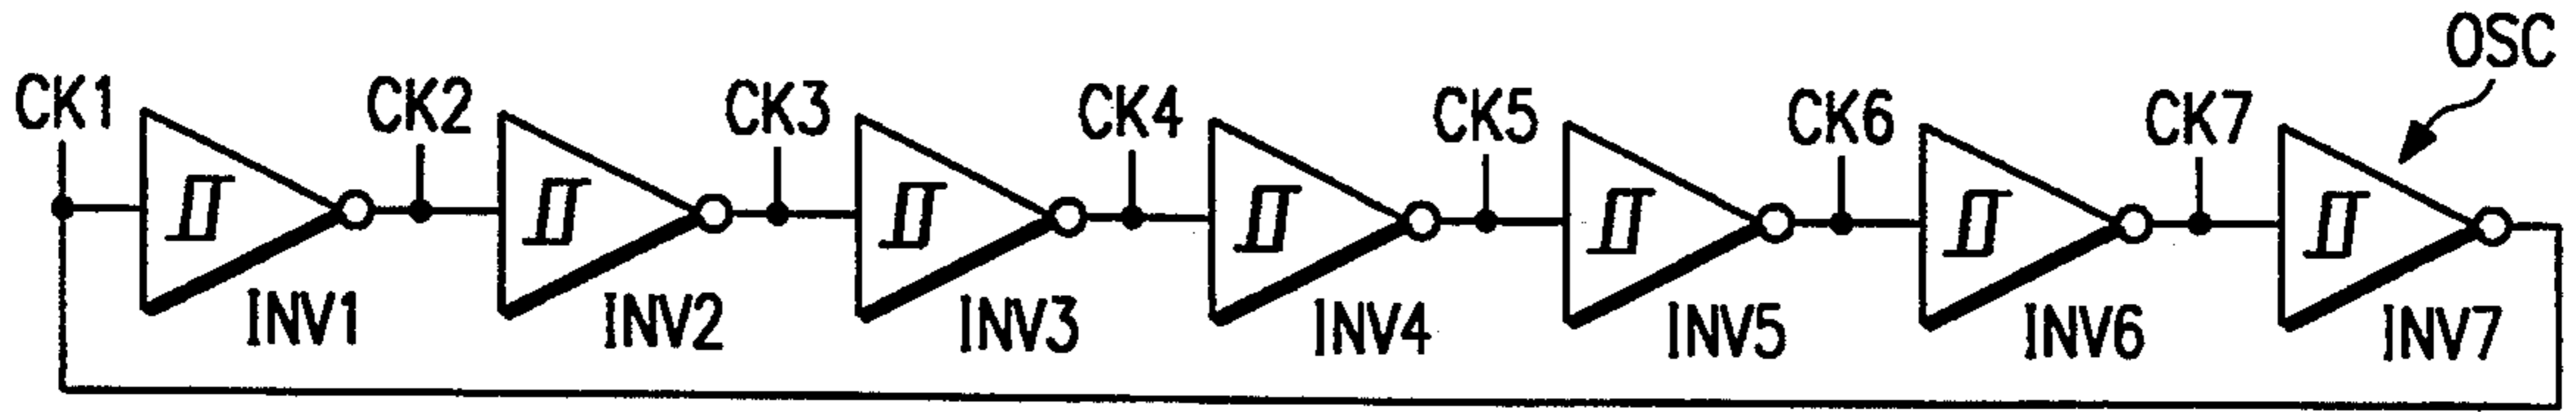 OSC
CK1 CK2 CK3 CK4 CK5 CK6 CK7
INV1 INV2 INV3 INV4 INV5 INV6 INV7